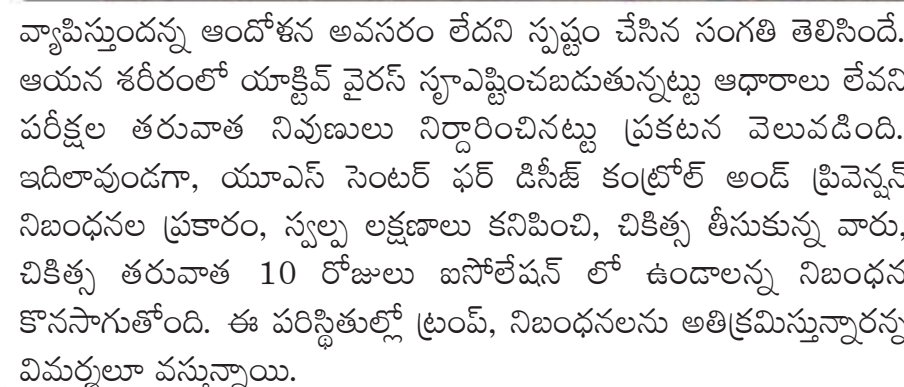 వ్యాపిస్తుందన్న ఆందోళన అవసరం లేదని స్పష్టం చేసిన సంగతి తెలిసిందే.
ఆయన శరీరంలో యాక్టివ్ వైరస్ సృఎష్టించబడుతున్నట్టు ఆధారాలు లేవని
పరీక్షల తరువాత నివుణులు నిర్దారించినట్టు ప్రకటన వెలువడింది.
ఇదిలావుండగా, యూఎస్ సెంటర్ ఫర్ డిసీజ్ కంట్రోల్ అండ్ ప్రివెన్షన్
నిబంధనల ప్రకారం, స్వల్ప లక్షణాలు కనిపించి, చికిత్స తీసుకున్న వారు,
చికిత్స తరువాత 10 రోజులు ఐసోలేషన్ లో ఉండాలన్న నిబంధన
కొనసాగుతోంది. ఈ పరిస్థితుల్లో ట్రంప్, నిబంధనలను అతిక్రమిస్తున్నారన్న
విమర్శలూ వస్తున్నాయి.